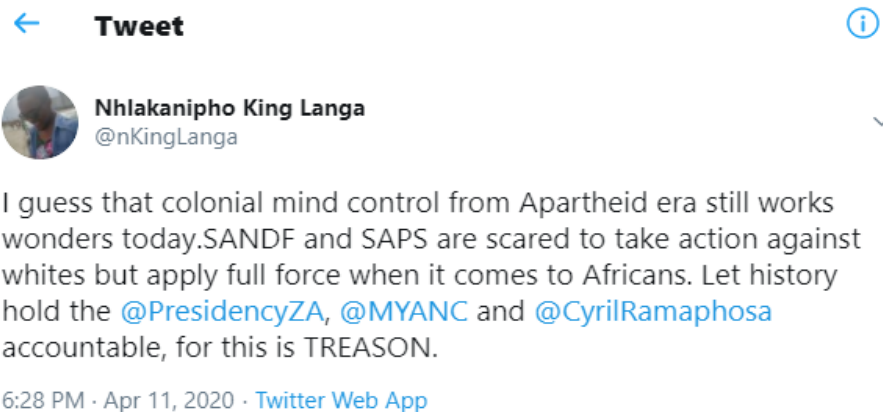 Tweet
Nhlakanipho King Langa
@nKingLanga
I guess that colonial mind control from Apartheid era still works
wonders today.SANDF and SAPS are scared to take action against
whites but apply full force when it comes to Africans. Let history
hold the @PresidencyZA, @MYANC and @CyrilRamaphosa
accountable, for this is TREASON.
6:28 PM · Apr 11, 2020 · Twitter Web App